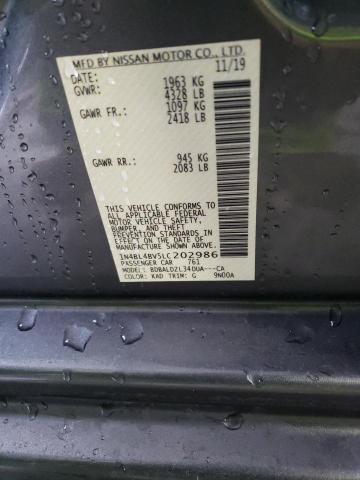 MFD BY NISSAN MOTOR CO., LTD.
DATE: 11/19
GVWR: 1963 KG
4328 LB
GAWR FR.: 1097 KG
2418 LB
GAWR RR.: 945 KG
2083 LB
THIS VEHICLE CONFORMS TO
ALL APPLICABLE FEDERAL
MOTOR VEHICLE SAFETY,
BUMPER, AND THEFT
PREVENTION STANDARDS IN
EFFECT ON THE DATE OF
MANUFACTURE SHOWN ABOVE.
1N4BL4BV5LC202986
PASSENGER CAR 761
MODEL: BDBALDZL34DUA---CA
COLOR: KAD TRIM: G 9N00A